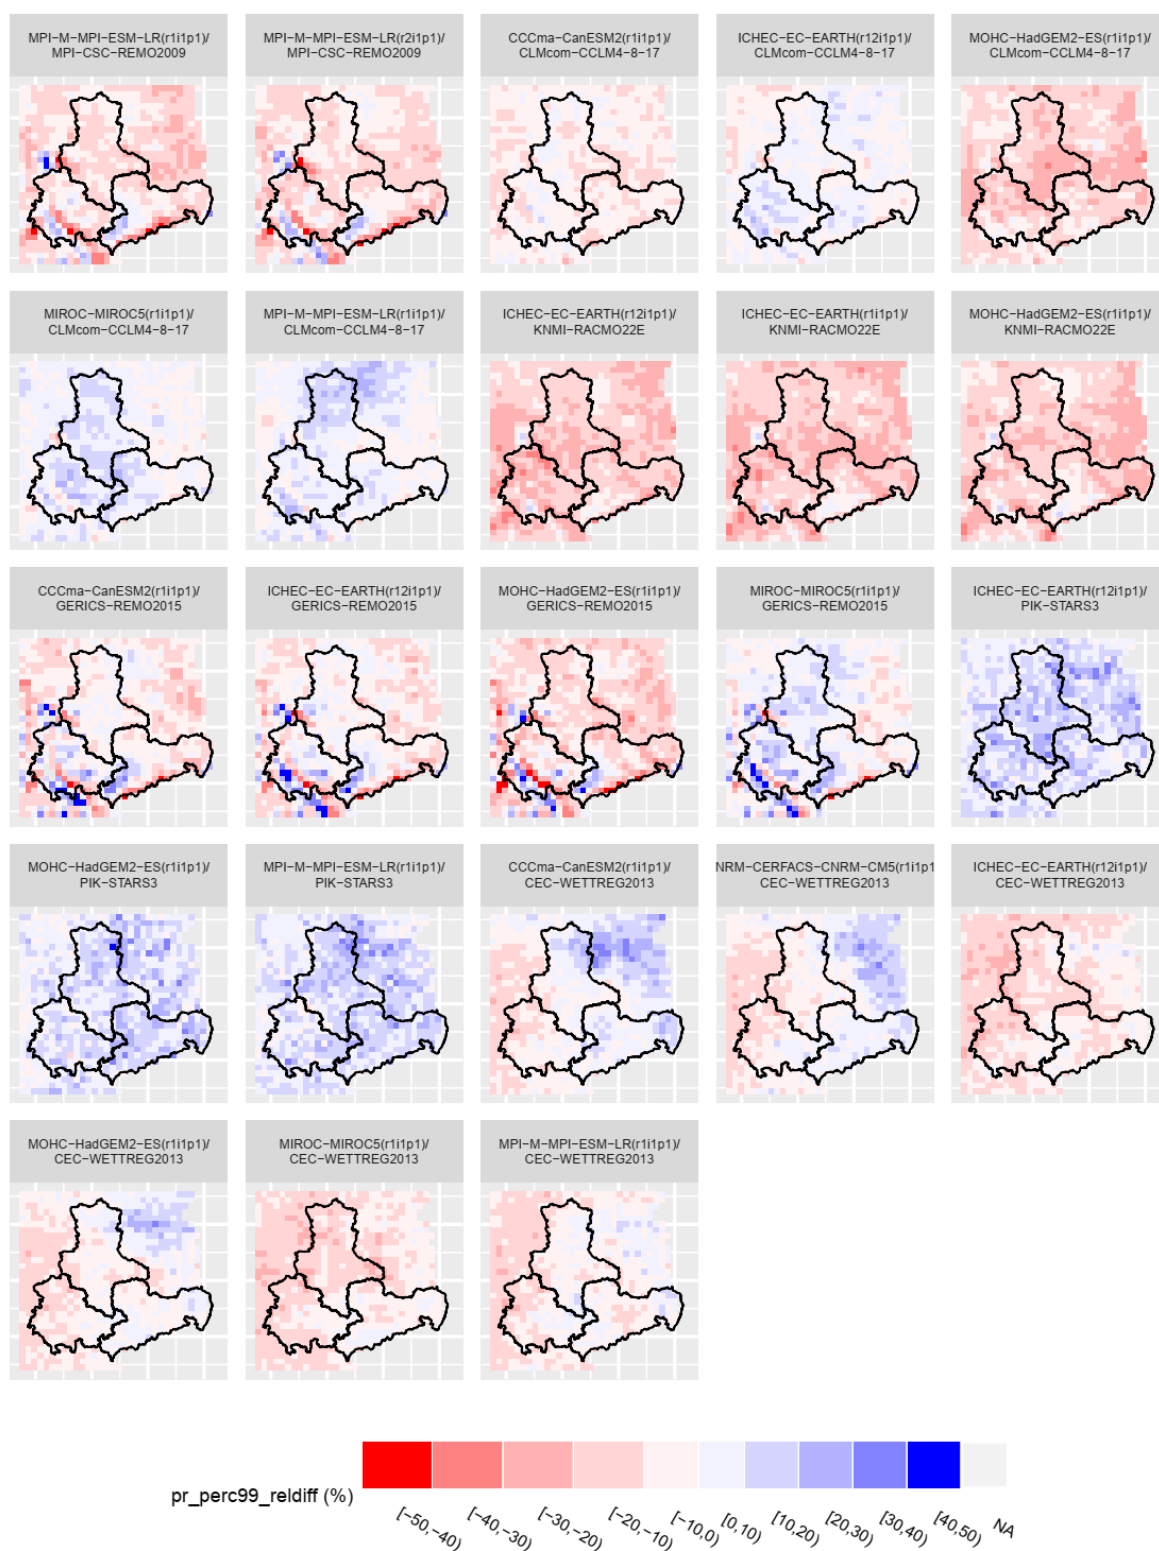 MPI−M−MPI−ESM−LR(r1i1p1)/
MPI−CSC−REMO2009
MPI−M−MPI−ESM−LR(r2i1p1)/
MPI−CSC−REMO2009
CCCma−CanESM2(r1i1p1)/
CLMcom−CCLM4−8−17
ICHEC−EC−EARTH(r12i1p1)/
CLMcom−CCLM4−8−17
MOHC−HadGEM2−ES(r1i1p1)/
CLMcom−CCLM4−8−17
MIROC−MIROC5(r1i1p1)/
CLMcom−CCLM4−8−17
MPI−M−MPI−ESM−LR(r1i1p1)/
CLMcom−CCLM4−8−17
ICHEC−EC−EARTH(r12i1p1)/
KNMI−RACMO22E
ICHEC−EC−EARTH(r1i1p1)/
KNMI−RACMO22E
MOHC−HadGEM2−ES(r1i1p1)/
KNMI−RACMO22E
CCCma−CanESM2(r1i1p1)/
GERICS−REMO2015
ICHEC−EC−EARTH(r12i1p1)/
GERICS−REMO2015
MOHC−HadGEM2−ES(r1i1p1)/
GERICS−REMO2015
MIROC−MIROC5(r1i1p1)/
GERICS−REMO2015
ICHEC−EC−EARTH(r12i1p1)/
PIK−STARS3
MOHC−HadGEM2−ES(r1i1p1)/
PIK−STARS3
MPI−M−MPI−ESM−LR(r1i1p1)/
PIK−STARS3
CCCma−CanESM2(r1i1p1)/
CEC−WETTREG2013
NRM−CERFACS−CNRM−CM5(r1i1p1
CEC−WETTREG2013
ICHEC−EC−EARTH(r12i1p1)/
CEC−WETTREG2013
MOHC−HadGEM2−ES(r1i1p1)/
CEC−WETTREG2013
MIROC−MIROC5(r1i1p1)/
CEC−WETTREG2013
MPI−M−MPI−ESM−LR(r1i1p1)/
CEC−WETTREG2013
pr_perc99_reldiff (%)
[−50,−40)
[−40,−30)
[−30,−20)
[−20,−10)
[−10,0)
[0,10)
[10,20)
[20,30)
[30,40)
[40,50)
NA